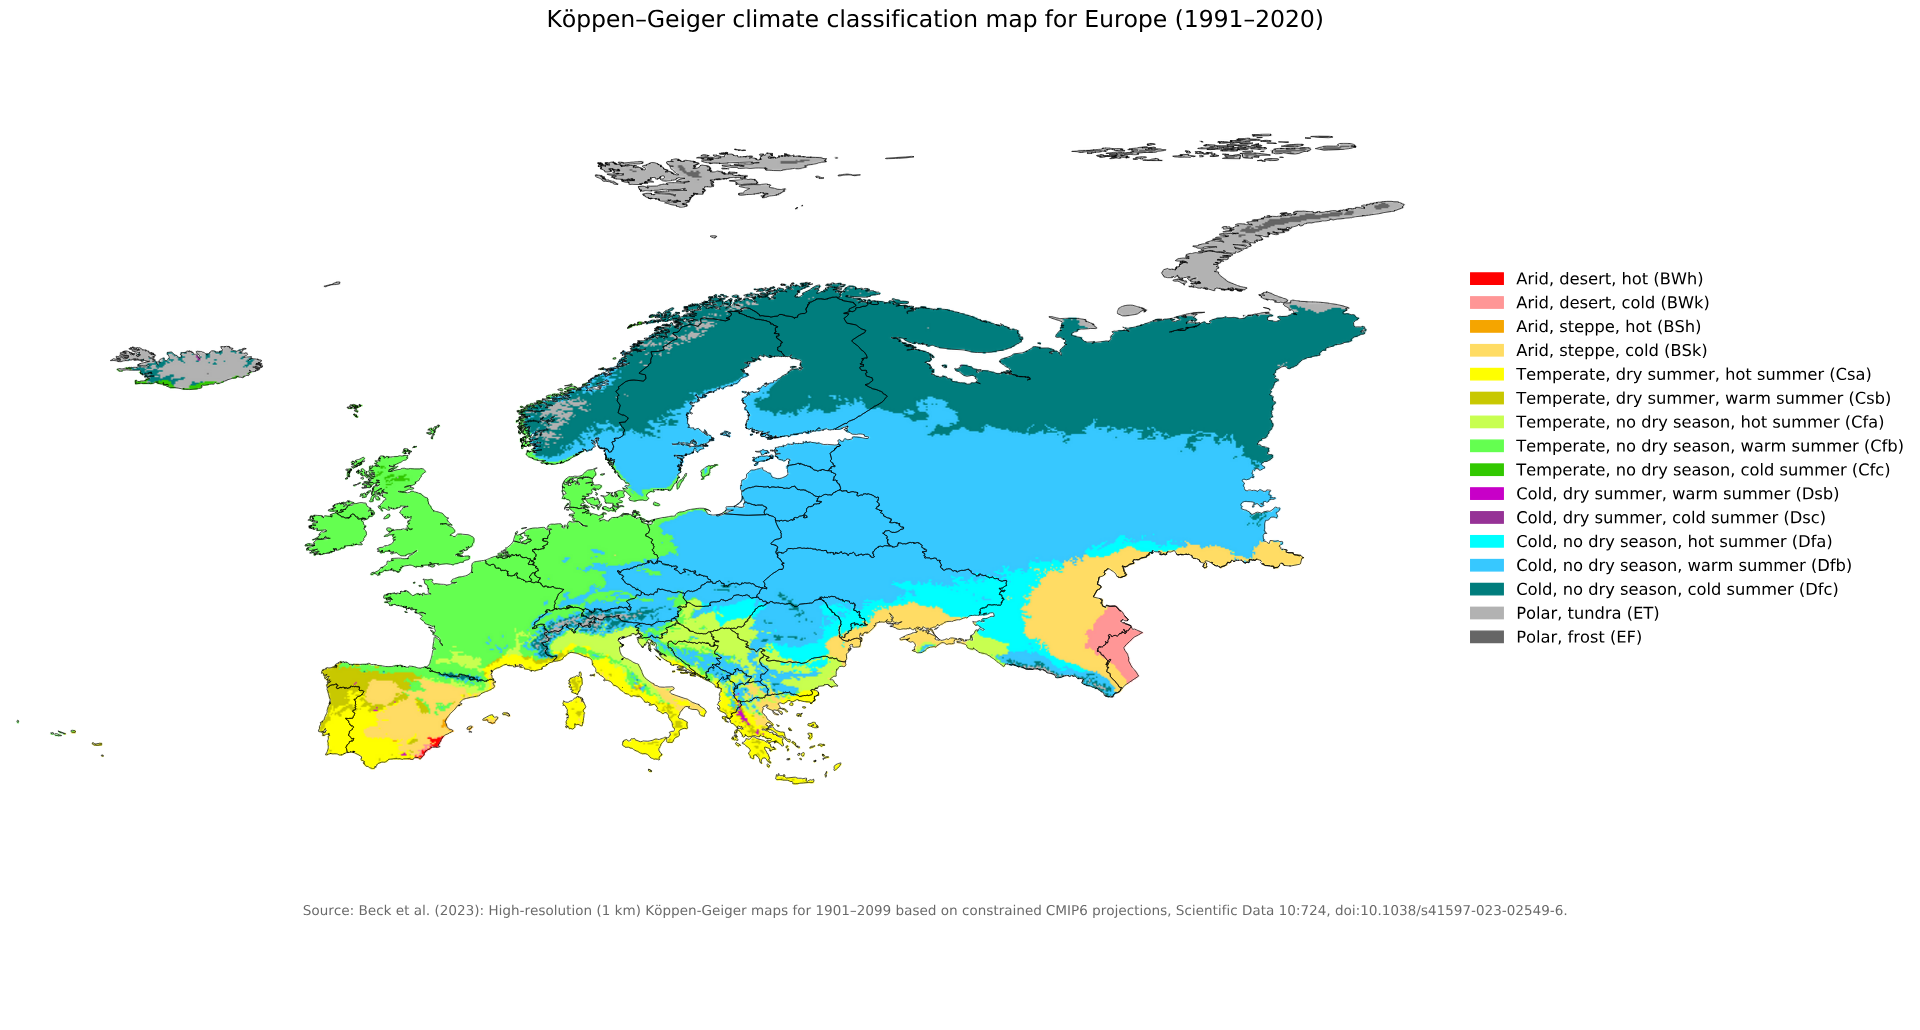 Köppen–Geiger climate classification map for Europe (1991–2020)
Arid, desert, hot (BWh)
Arid, desert, cold (BWk)
Arid, steppe, hot (BSh)
Arid, steppe, cold (BSk)
Temperate, dry summer, hot summer (Csa)
Temperate, dry summer, warm summer (Csb)
Temperate, no dry season, hot summer (Cfa)
Temperate, no dry season, warm summer (Cfb)
Temperate, no dry season, cold summer (Cfc)
Cold, dry summer, warm summer (Dsb)
Cold, dry summer, cold summer (Dsc)
Cold, no dry season, hot summer (Dfa)
Cold, no dry season, warm summer (Dfb)
Cold, no dry season, cold summer (Dfc)
Polar, tundra (ET)
Polar, frost (EF)
Source: Beck et al. (2023): High-resolution (1 km) Köppen-Geiger maps for 1901–2099 based on constrained CMIP6 projections, Scientific Data 10:724, doi:10.1038/s41597-023-02549-6.